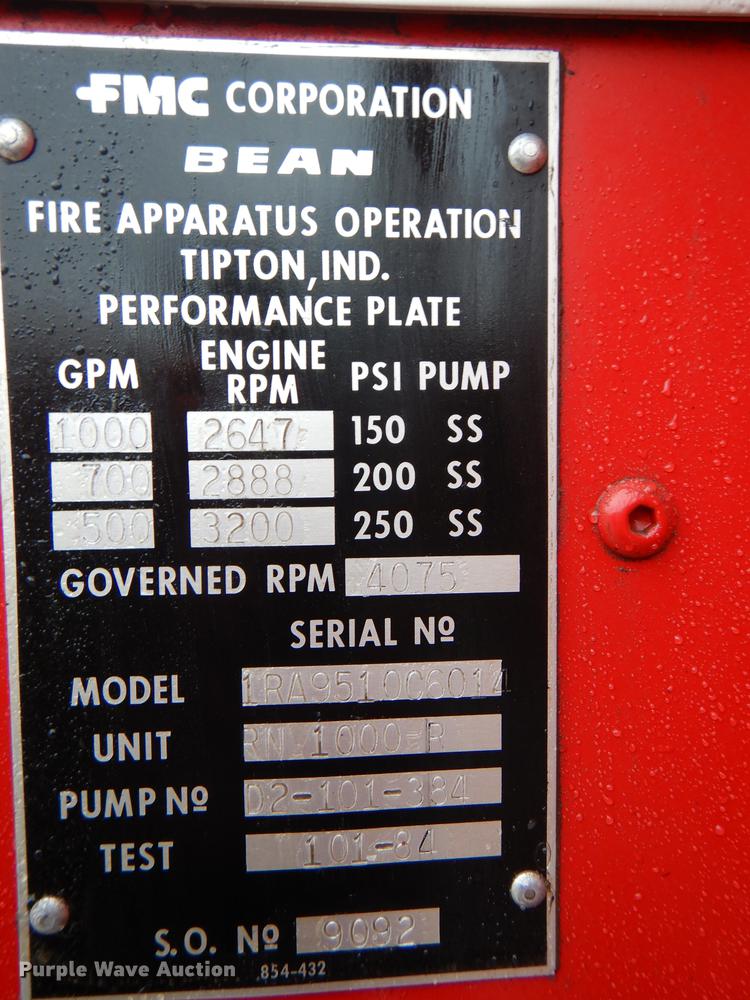 FMC CORPORATION
BEAN
FIRE APPARATUS OPERATION
TIPTON, IND.
PERFORMANCE PLATE
GPM ENGINE RPM PSI PUMP
1000 2647 150 SS
700 2888 200 SS
500 3200 250 SS
GOVERNED RPM 4075
SERIAL Nº
MODEL 1RA9510C6014
UNIT RN 1000-R
PUMP Nº D2-101-384
TEST 101-84
S.O. Nº 9092
854-432
Purple Wave Auction